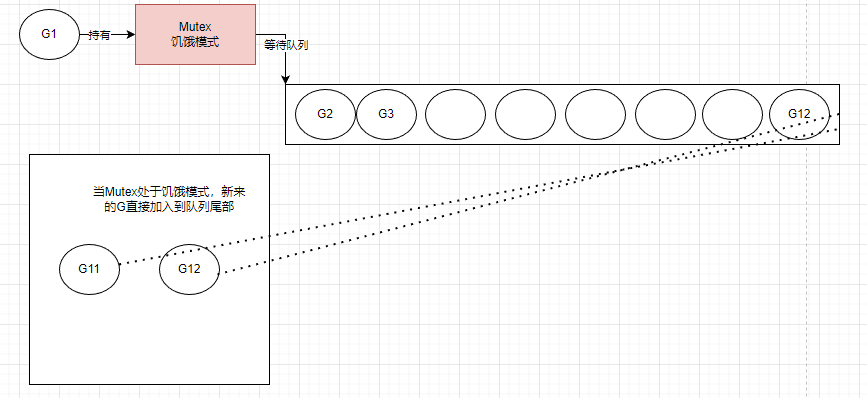 G1
持有
Mutex
饥饿模式
等待队列
G2
G3
G12
当Mutex处于饥饿模式，新来
的G直接加入到队列尾部
G11
G12